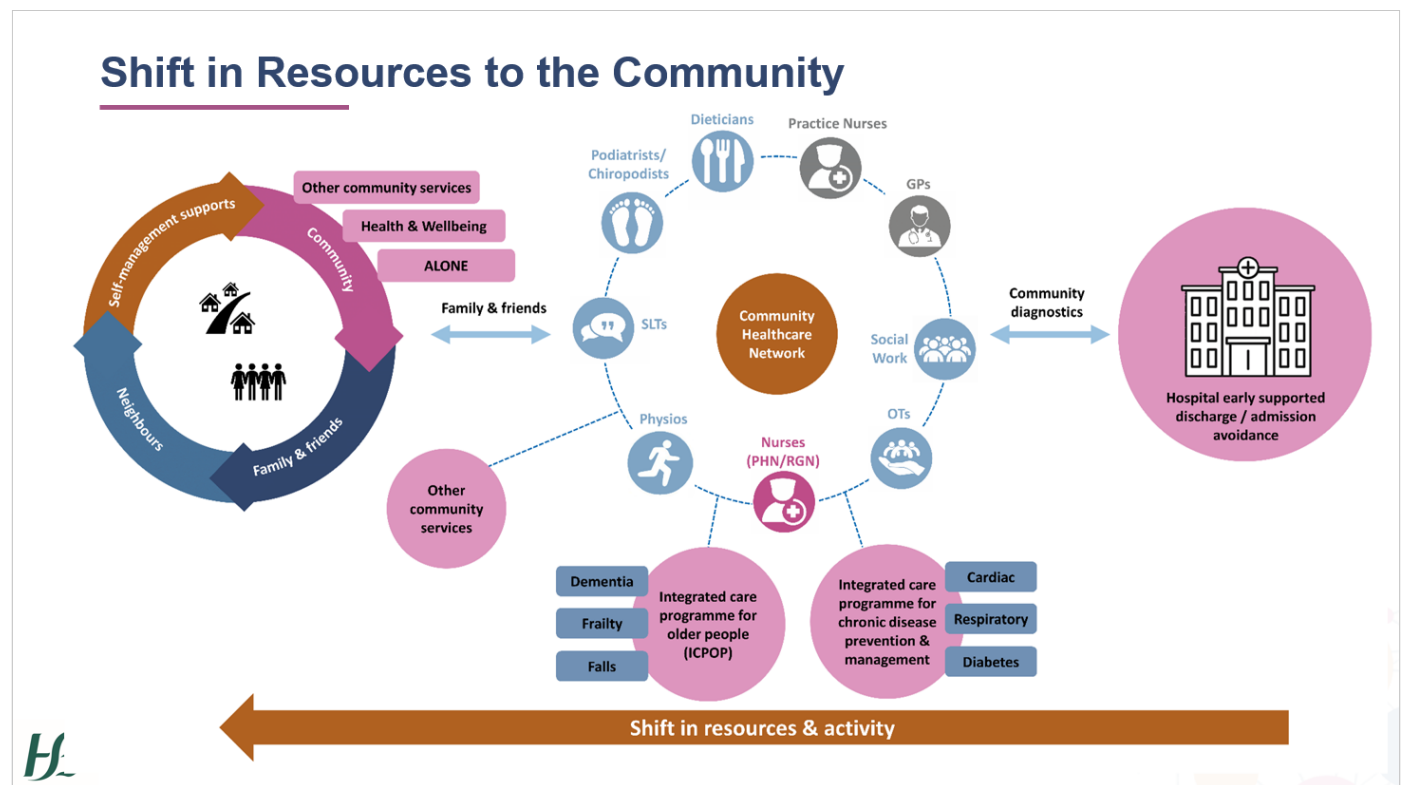 Shift in Resources to the Community
Dieticians
Practice Nurses
Podiatrists/
Chiropodists
GPs
Other community services
Health & Wellbeing
ALONE
Self-management supports
Community
Family & friends
Neighbours
Family & friends
SLTs
Community
Healthcare
Network
Social
Work
Community
diagnostics
Hospital early supported
discharge / admission
avoidance
Physios
Nurses
(PHN/RGN)
OTs
Other
community
services
Dementia
Frailty
Falls
Integrated care
programme for
older people
(ICPOP)
Integrated care
programme for
chronic disease
prevention &
management
Cardiac
Respiratory
Diabetes
Shift in resources & activity